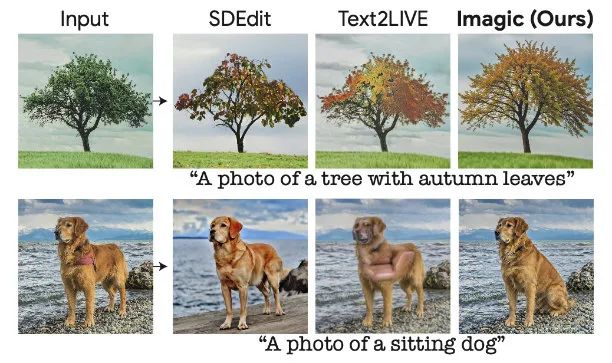 Input SDEdit Text2LIVE Imagic (Ours)
“A photo of a tree with autumn leaves”
“A photo of a sitting dog”